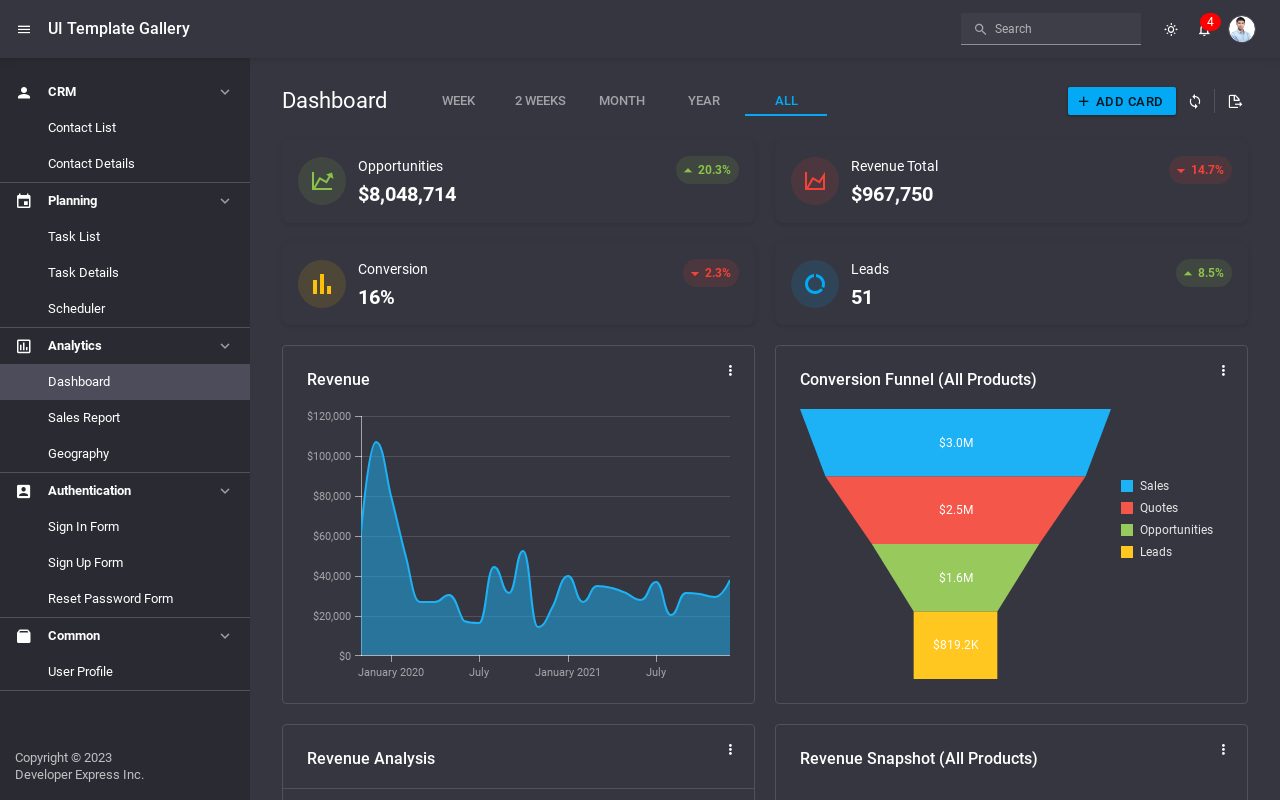 UI Template Gallery
Search
4
CRM
Contact List
Contact Details
Planning
Task List
Task Details
Scheduler
Analytics
Dashboard
Sales Report
Geography
Authentication
Sign In Form
Sign Up Form
Reset Password Form
Common
User Profile
Copyright © 2023
Developer Express Inc.
Dashboard
WEEK
2 WEEKS
MONTH
YEAR
ALL
ADD CARD
Opportunities
$8,048,714
20.3%
Revenue Total
$967,750
14.7%
Conversion
16%
2.3%
Leads
51
8.5%
Revenue
$120,000
$100,000
$80,000
$60,000
$40,000
$20,000
$0
January 2020
July
January 2021
July
Conversion Funnel (All Products)
$3.0M
$2.5M
$1.6M
$819.2K
Sales
Quotes
Opportunities
Leads
Revenue Analysis
Revenue Snapshot (All Products)